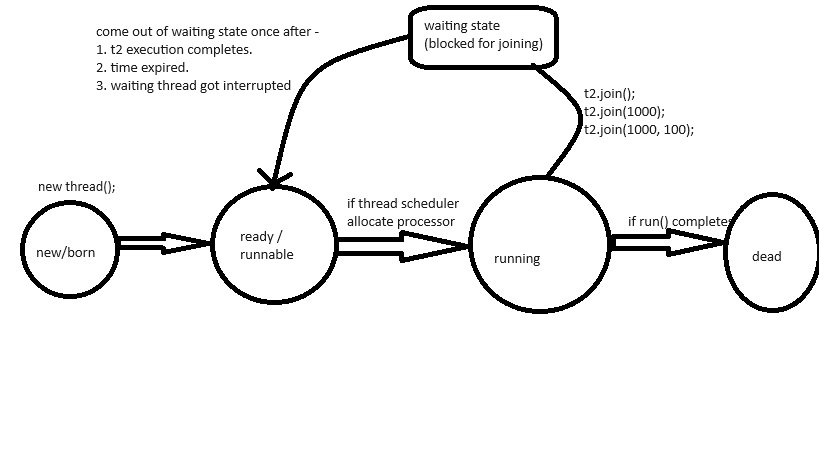 come out of waiting state once after -
1. t2 execution completes.
2. time expired.
3. waiting thread got interrupted
waiting state
(blocked for joining)
t2.join();
t2.join(1000);
t2.join(1000, 100);
new thread();
new/born
ready /
runnable
if thread scheduler
allocate processor
running
if run() complete
dead